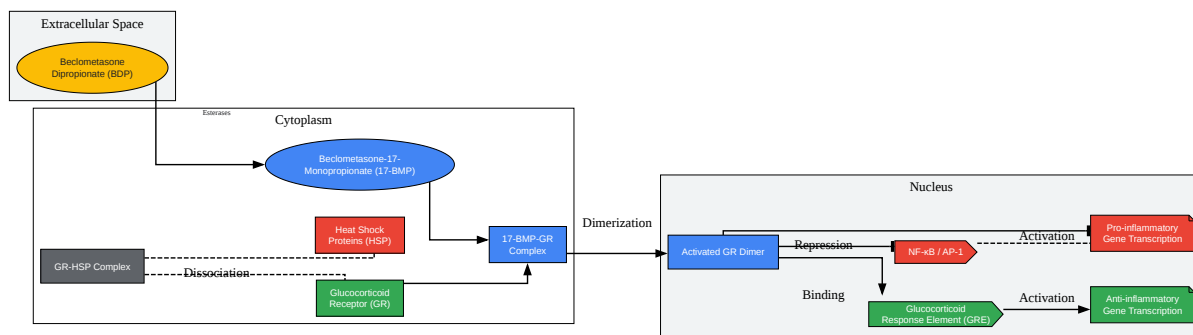 Extracellular Space
Beclometasone
Dipropionate (BDP)
Esterases
Cytoplasm
Beclometasone-17-
Monopropionate (17-BMP)
Heat Shock
Proteins (HSP)
GR-HSP Complex
Dissociation
Glucocorticoid
Receptor (GR)
17-BMP-GR
Complex
Dimerization
Nucleus
Activated GR Dimer
Repression
NF-κB / AP-1
Activation
Pro-inflammatory
Gene Transcription
Binding
Glucocorticoid
Response Element (GRE)
Activation
Anti-inflammatory
Gene Transcription